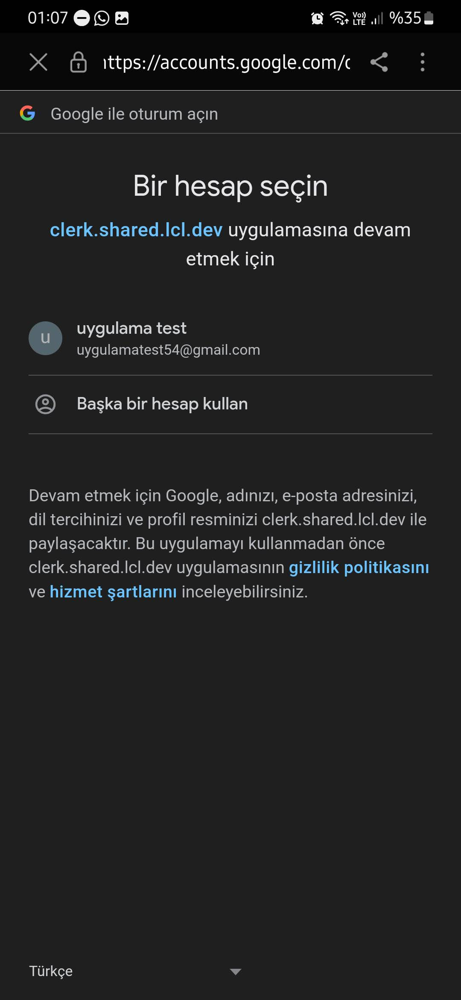 01:07
Vo)) LTE %35
https://accounts.google.com/
Google ile oturum açın
Bir hesap seçin
clerk.shared.lcl.dev uygulamasına devam
etmek için
u
uygulama test
uygulamatest54@gmail.com
Başka bir hesap kullan
Devam etmek için Google, adınızı, e-posta adresinizi,
dil tercihinizi ve profil resminizi clerk.shared.lcl.dev ile
paylaşacaktır. Bu uygulamayı kullanmadan önce
clerk.shared.lcl.dev uygulamasının gizlilik politikasını
ve hizmet şartlarını inceleyebilirsiniz.
Türkçe